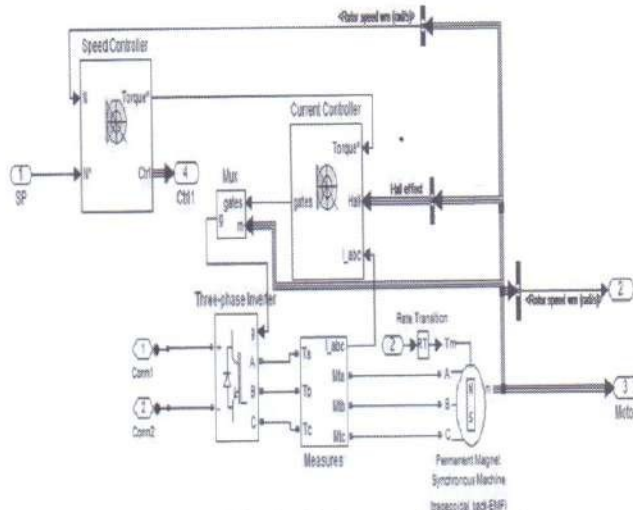 <Rotor speed wm (rad/s)>
Speed Controller
N
Torque*
N*
Ctrl
1
SP
4
Ctrl1
Current Controller
Torque*
Hall
gates
I_abc
Hall effect
Mux
gates
g
m
<Rotor speed wm (rad/s)>
2
Three-phase Inverter
g
+
A
B
-
C
1
Conn1
2
Conn2
I_abc
Ta
Mta
Tb
Mtb
Tc
Mtc
Measures
Rate Transition
2
RT
Tm
A
B
C
m
N
S
3
Motor
Permanent Magnet
Synchronous Machine